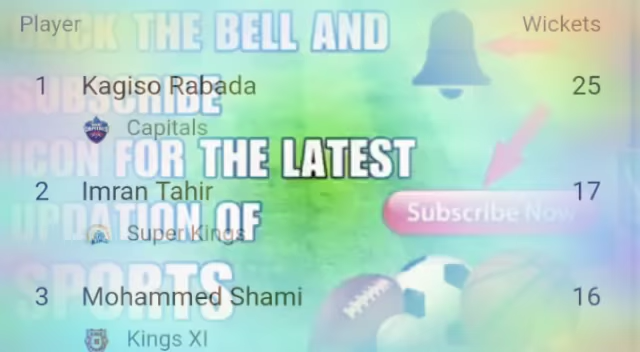 Player Wickets
CLICK THE BELL AND
1 Kagiso Rabada 25
SUBSCRIBE
Capitals
ICON FOR THE LATEST
2 Imran Tahir 17
UPDATION OF
Subscribe Now
Super Kings
SPORTS
3 Mohammed Shami 16
Kings XI